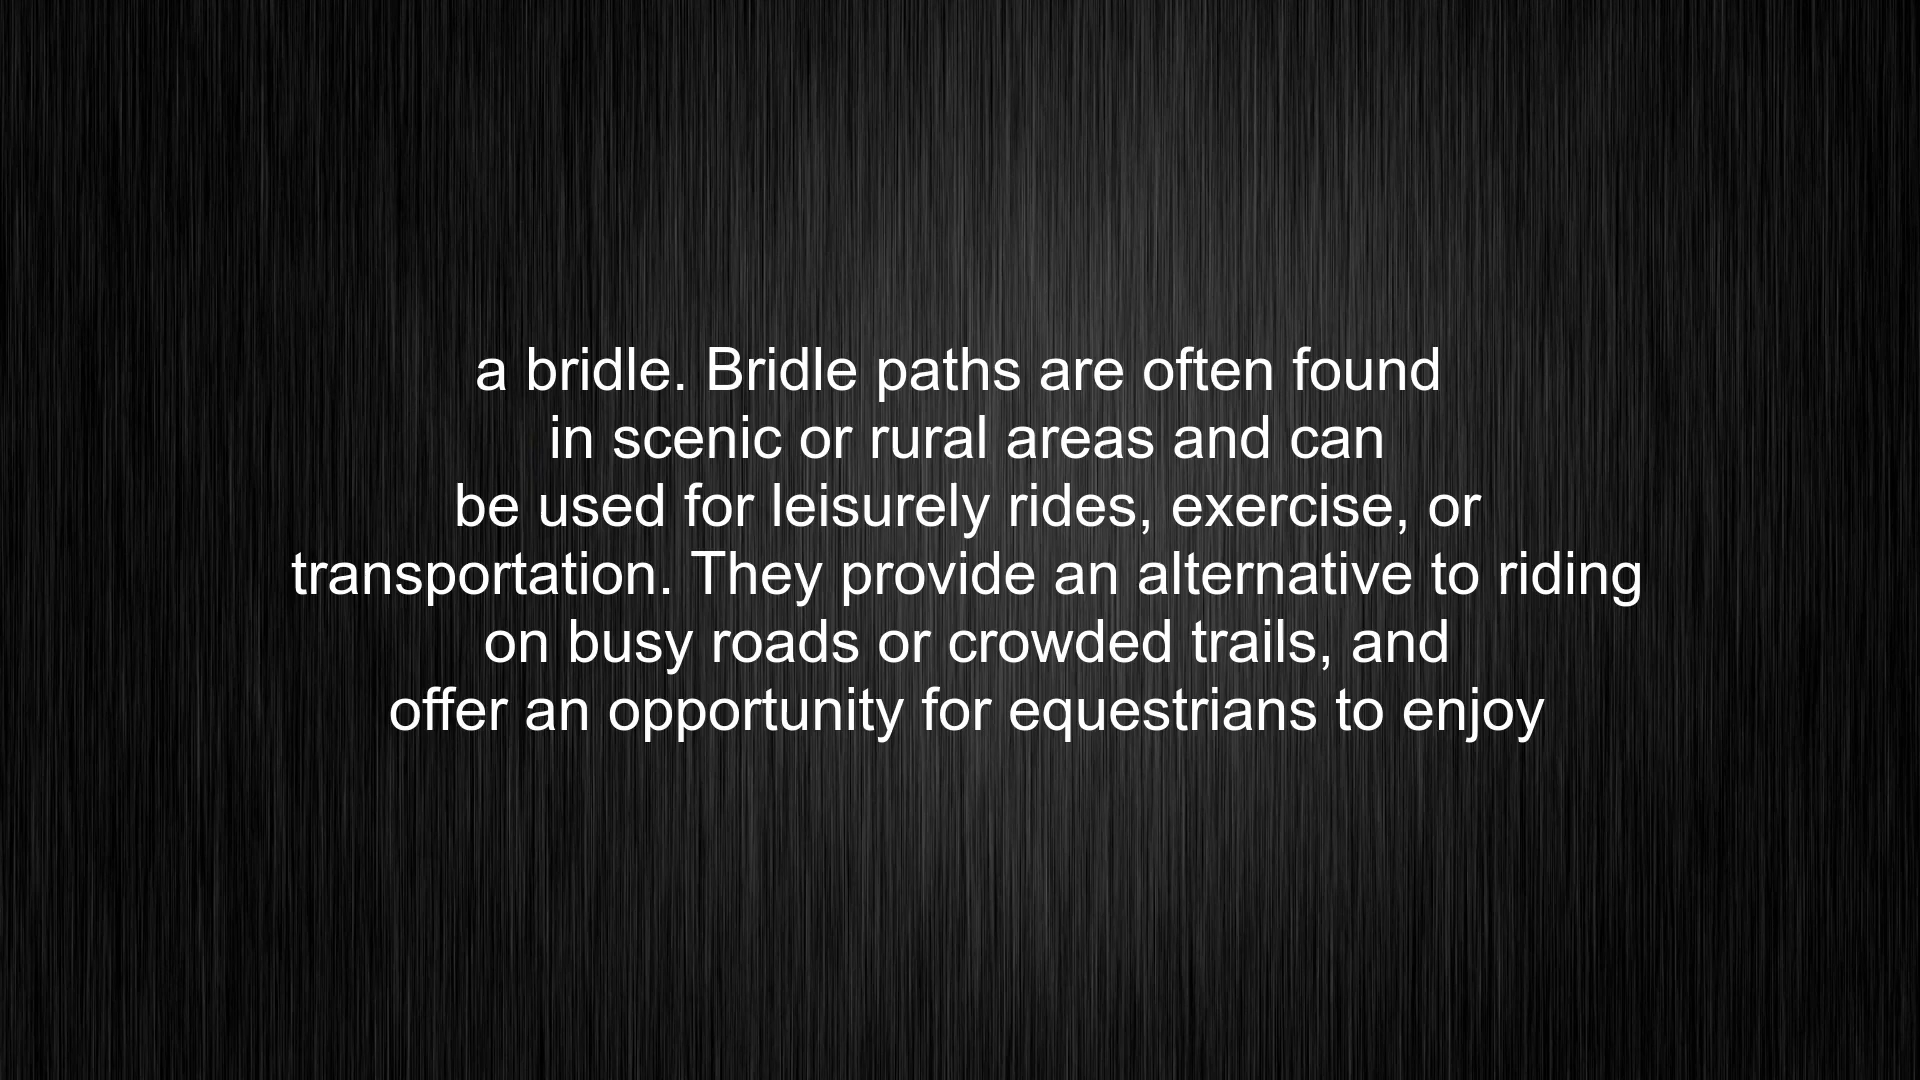 a bridle. Bridle paths are often found
in scenic or rural areas and can
be used for leisurely rides, exercise, or
transportation. They provide an alternative to riding
on busy roads or crowded trails, and
offer an opportunity for equestrians to enjoy